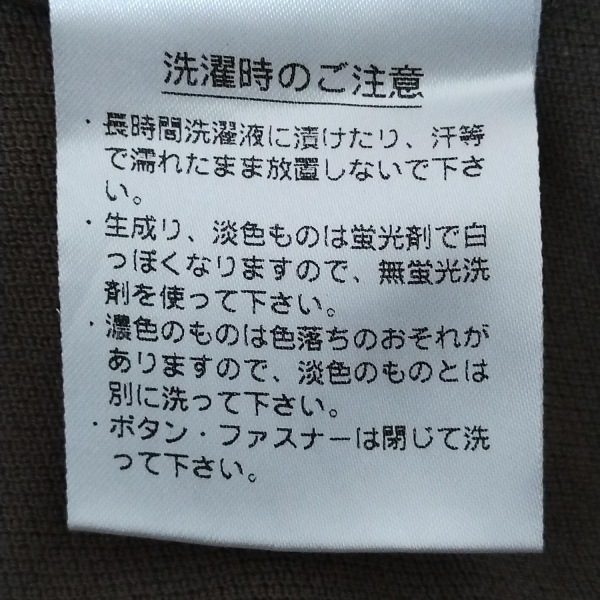 洗濯時のご注意
・長時間洗濯液に漬けたり、汗等
で濡れたまま放置しないで下さ
い。
・生成り、淡色ものは蛍光剤で白
っぽくなりますので、無蛍光洗
剤を使って下さい。
・濃色のものは色落ちのおそれが
ありますので、淡色のものとは
別に洗って下さい。
・ボタン・ファスナーは閉じて洗
って下さい。